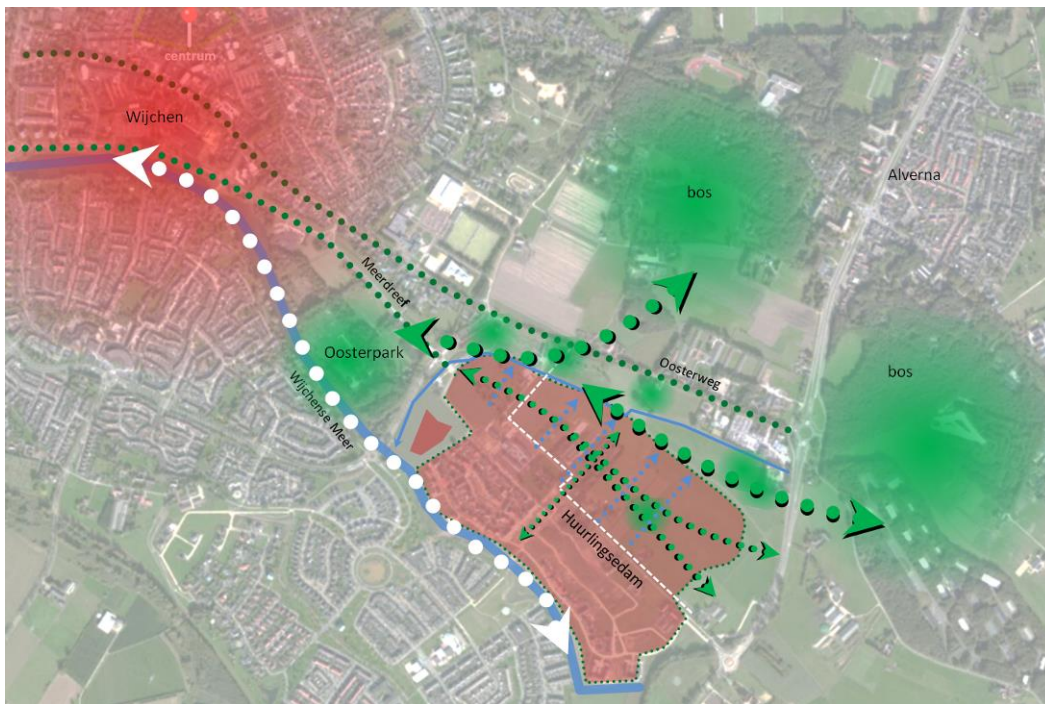 centrum
Wijchen
bos
Alverna
Meerdreef
Oosterpark
Oosterweg
bos
Wijchense Meer
Huurlingsedam